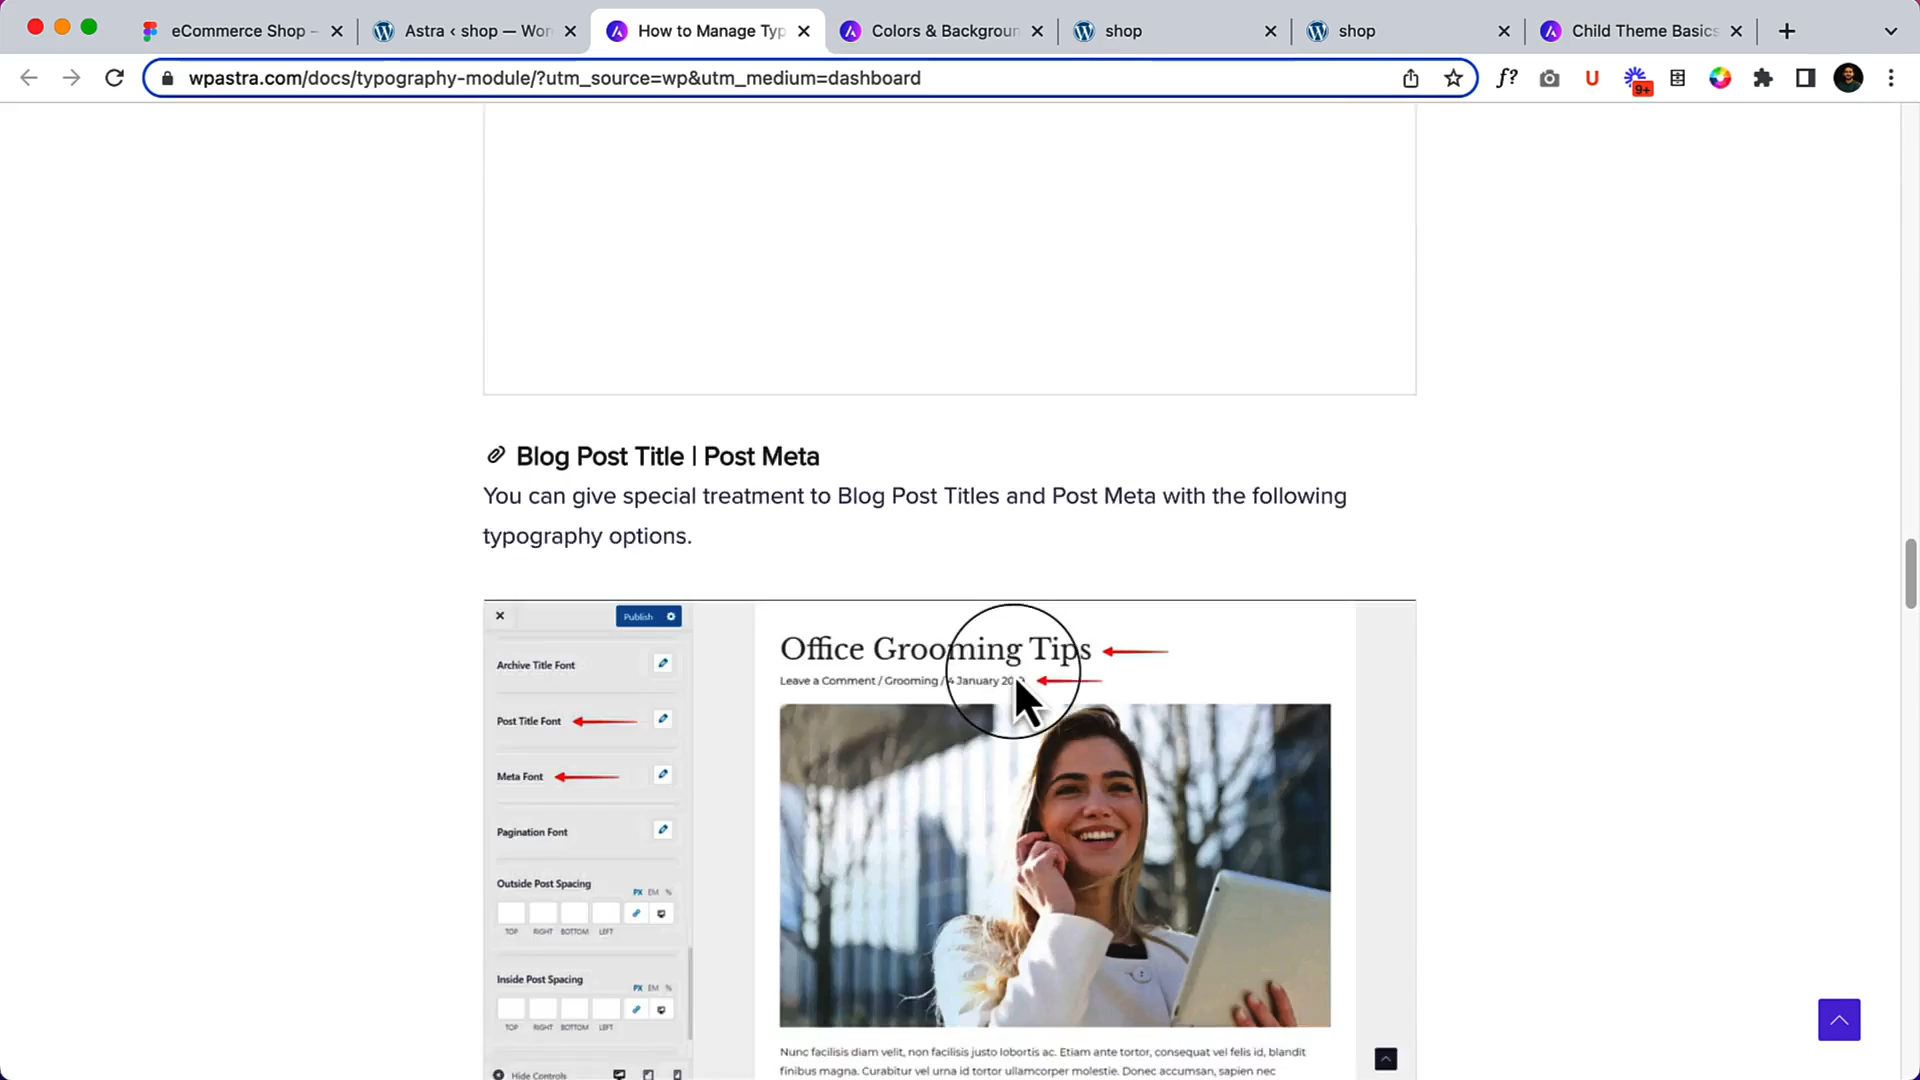 eCommerce Shop -
Astra ‹ shop — Wor
How to Manage Typ
Colors & Backgroun
shop
shop
Child Theme Basics
wpastra.com/docs/typography-module/?utm_source=wp&utm_medium=dashboard
f?
U
9+
Blog Post Title | Post Meta
You can give special treatment to Blog Post Titles and Post Meta with the following
typography options.
Publish
Archive Title Font
Post Title Font
Meta Font
Pagination Font
Outside Post Spacing
PX EM %
TOP RIGHT BOTTOM LEFT
Inside Post Spacing
PX EM %
TOP RIGHT BOTTOM LEFT
Hide Controls
Office Grooming Tips
Leave a Comment / Grooming / 4 January
Nunc facilisis diam velit, non facilisis justo lobortis ac. Etiam ante tortor, consequat vel felis id, blandit
finibus magna. Curabitur vel urna id tortor ullamcorper molestie. Donec accumsan, sapien nec